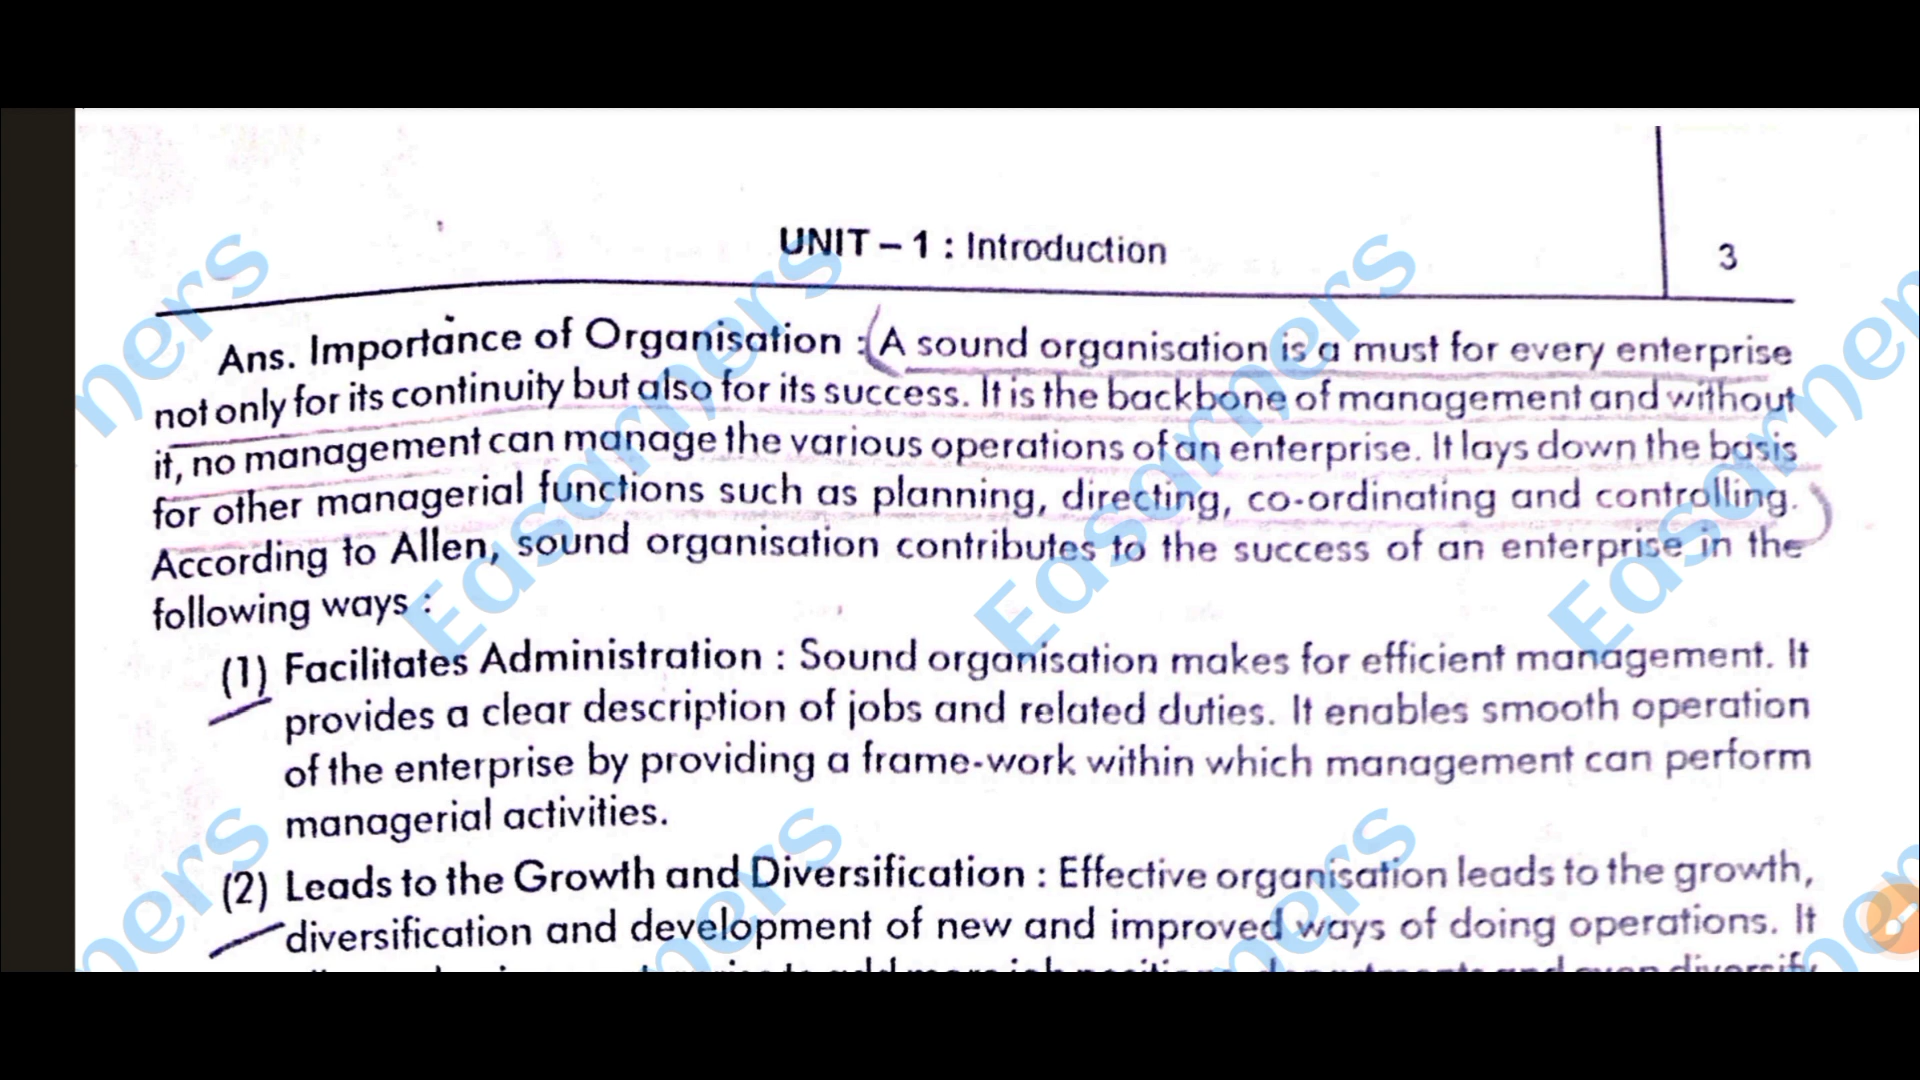 UNIT – 1 : Introduction
3
Ans. Importance of Organisation : A sound organisation is a must for every enterprise
not only for its continuity but also for its success. It is the backbone of management and without
it, no management can manage the various operations of an enterprise. It lays down the basis
for other managerial functions such as planning, directing, co-ordinating and controlling.
According to Allen, sound organisation contributes to the success of an enterprise in the
following ways :
(1) Facilitates Administration : Sound organisation makes for efficient management. It
provides a clear description of jobs and related duties. It enables smooth operation
of the enterprise by providing a frame-work within which management can perform
managerial activities.
(2) Leads to the Growth and Diversification : Effective organisation leads to the growth,
diversification and development of new and improved ways of doing operations. It
Easarners
Easarners